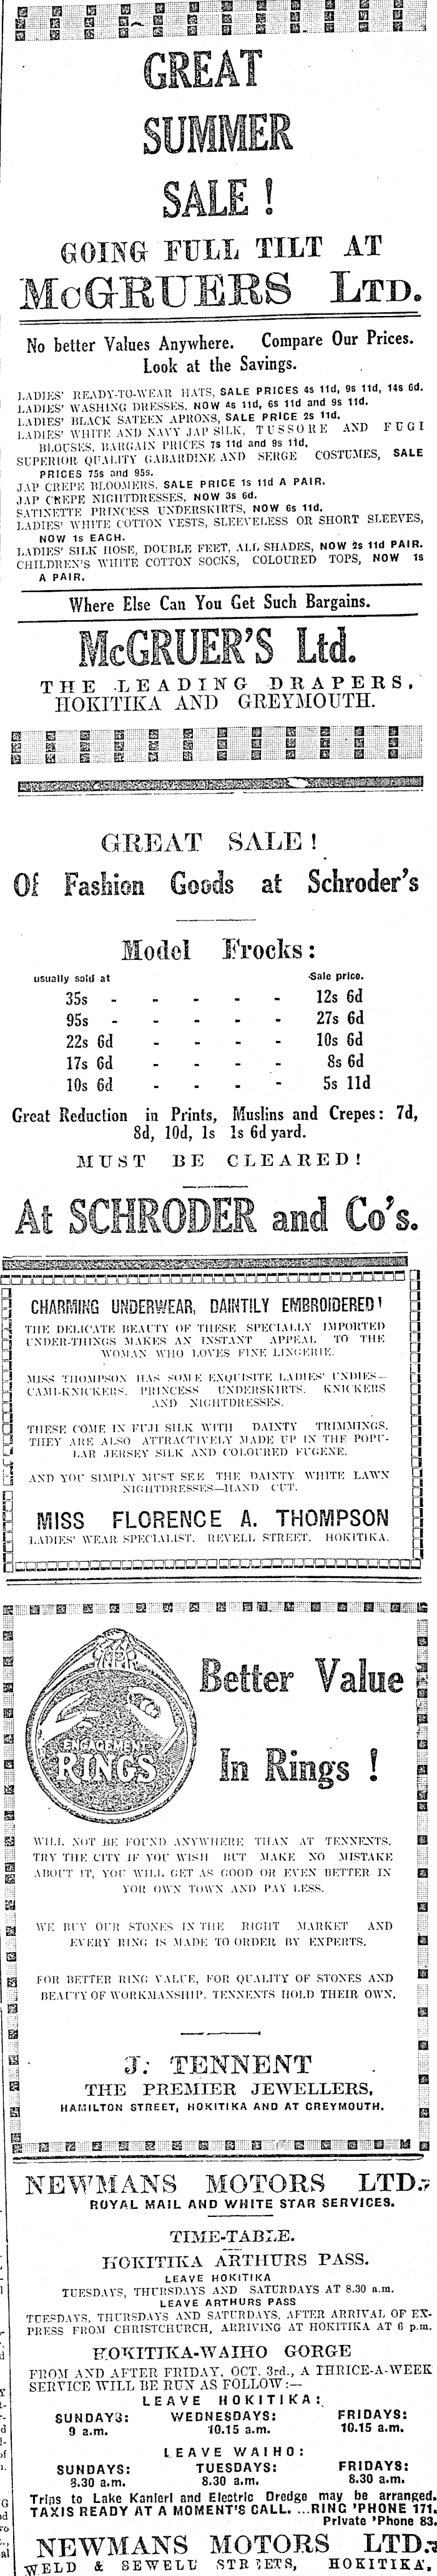 GREAT
SUMMER
SALE !
GOING FULL TILT AT
McGRUERS LTD.
No better Values Anywhere. Compare Our Prices.
Look at the Savings.
LADIES' READY-TO-WEAR HATS, SALE PRICES 4s 11d, 9s 11d, 14s 6d.
LADIES' WASHING DRESSES, NOW 4s 11d, 6s 11d and 9s 11d.
LADIES' BLACK SATEEN APRONS, SALE PRICE 2s 11d.
LADIES' WHITE AND NAVY JAP SILK, TUSSORE AND FUGI
BLOUSES, BARGAIN PRICES 7s 11d and 9s 11d.
SUPERIOR QUALITY GABARDINE AND SERGE COSTUMES, SALE
PRICES 75s and 95s.
JAP CREPE BLOOMERS, SALE PRICE 1s 11d A PAIR.
JAP CREPE NIGHTDRESSES, NOW 3s 6d.
SATINETTE PRINCESS UNDERSKIRTS, NOW 6s 11d.
LADIES' WHITE COTTON VESTS, SLEEVELESS OR SHORT SLEEVES,
NOW 1s EACH.
LADIES' SILK HOSE, DOUBLE FEET, ALL SHADES, NOW 2s 11d PAIR.
CHILDREN'S WHITE COTTON SOCKS, COLOURED TOPS, NOW 1s
A PAIR.
Where Else Can You Get Such Bargains.
McGRUER'S Ltd.
THE LEADING DRAPERS,
HOKITIKA AND GREYMOUTH.
GREAT SALE !
Of Fashion Goods at Schroder's
Model Frocks :
usually sold at Sale price.
35s - - - - - 12s 6d
95s - - - - - 27s 6d
22s 6d - - - - 10s 6d
17s 6d - - - - 8s 6d
10s 6d - - - - 5s 11d
Great Reduction in Prints, Muslins and Crepes: 7d,
8d, 10d, 1s 1s 6d yard.
MUST BE CLEARED!
At SCHRODER and Co's.
CHARMING UNDERWEAR, DAINTILY EMBROIDERED!
THE DELICATE BEAUTY OF THESE SPECIALLY IMPORTED
UNDER-THINGS MAKES AN INSTANT APPEAL TO THE
WOMAN WHO LOVES FINE LINGERIE.
MISS THOMPSON HAS SOME EXQUISITE LADIES' UNDIES—
CAMI-KNICKERS, PRINCESS UNDERSKIRTS, KNICKERS
AND NIGHTDRESSES.
THESE COME IN FUJI SILK WITH DAINTY TRIMMINGS.
THEY ARE ALSO ATTRACTIVELY MADE UP IN THE POPU-
LAR JERSEY SILK AND COLOURED FUGENE.
AND YOU SIMPLY MUST SEE THE DAINTY WHITE LAWN
NIGHTDRESSES—HAND CUT.
MISS FLORENCE A. THOMPSON
LADIES' WEAR SPECIALIST, REVELL STREET, HOKITIKA.
ENGAGEMENT
RINGS
Better Value
In Rings !
WILL NOT BE FOUND ANYWHERE THAN AT TENNENTS.
TRY THE CITY IF YOU WISH BUT MAKE NO MISTAKE
ABOUT IT, YOU WILL GET AS GOOD OR EVEN BETTER IN
YOR OWN TOWN AND PAY LESS.
WE BUY OUR STONES IN THE RIGHT MARKET AND
EVERY RING IS MADE TO ORDER BY EXPERTS.
FOR BETTER RING VALUE, FOR QUALITY OF STONES AND
BEAUTY OF WORKMANSHIP, TENNENTS HOLD THEIR OWN.
J. TENNENT
THE PREMIER JEWELLERS,
HAMILTON STREET, HOKITIKA AND AT GREYMOUTH.
NEWMANS MOTORS LTD.,
ROYAL MAIL AND WHITE STAR SERVICES.
TIME-TABLE.
HOKITIKA ARTHURS PASS.
LEAVE HOKITIKA
TUESDAYS, THURSDAYS AND SATURDAYS AT 8.30 a.m.
LEAVE ARTHURS PASS
TUESDAYS, THURSDAYS AND SATURDAYS, AFTER ARRIVAL OF EX-
PRESS FROM CHRISTCHURCH, ARRIVING AT HOKITIKA AT 6 p.m.
HOKITIKA-WAIHO GORGE
FROM AND AFTER FRIDAY, OCT. 3rd., A THRICE-A-WEEK
SERVICE WILL BE RUN AS FOLLOW:—
LEAVE HOKITIKA:
SUNDAYS: WEDNESDAYS: FRIDAYS:
9 a.m. 10.15 a.m. 10.15 a.m.
LEAVE WAIHO:
SUNDAYS: TUESDAYS: FRIDAYS:
8.30 a.m. 8.30 a.m. 8.30 a.m.
Trips to Lake Kanieri and Electric Dredge may be arranged.
TAXIS READY AT A MOMENT'S CALL. ...RING 'PHONE 171.
Private 'Phone 83.
NEWMANS MOTORS LTD.,
WELD & SEWELL STREETS, HOKITIKA.